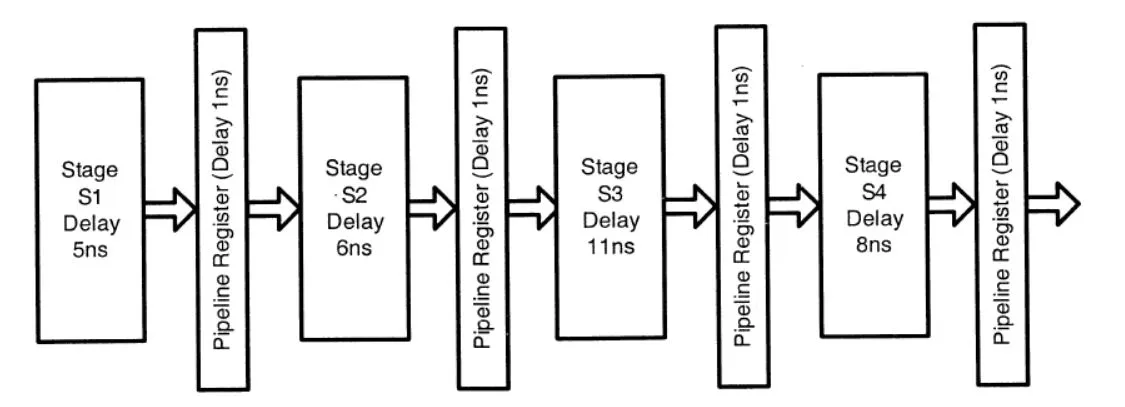 Stage
S1
Delay
5ns
Pipeline Register (Delay 1ns)
Stage
S2
Delay
6ns
Pipeline Register (Delay 1ns)
Stage
S3
Delay
11ns
Pipeline Register (Delay 1ns)
Stage
S4
Delay
8ns
Pipeline Register (Delay 1ns)